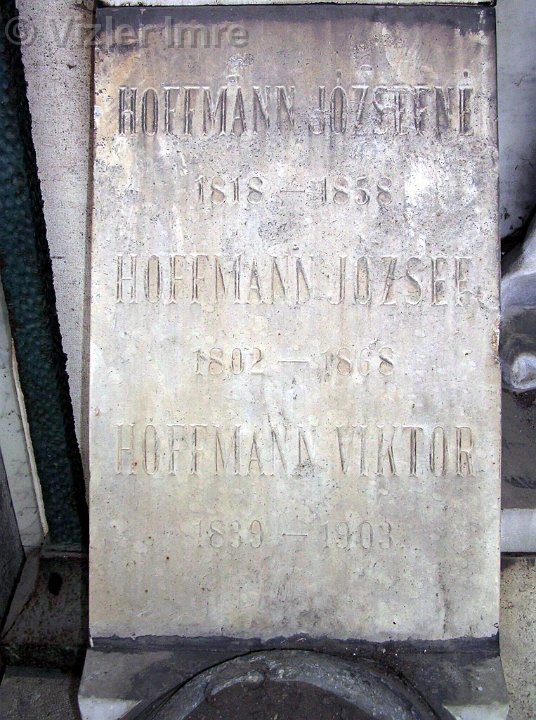 © Vizler Imre
HOFFMANN JÓZSEFNÉ
1818 – 1858
HOFFMANN JÓZSEF
1802 – 1868
HOFFMANN VIKTOR
1839 – 1903.